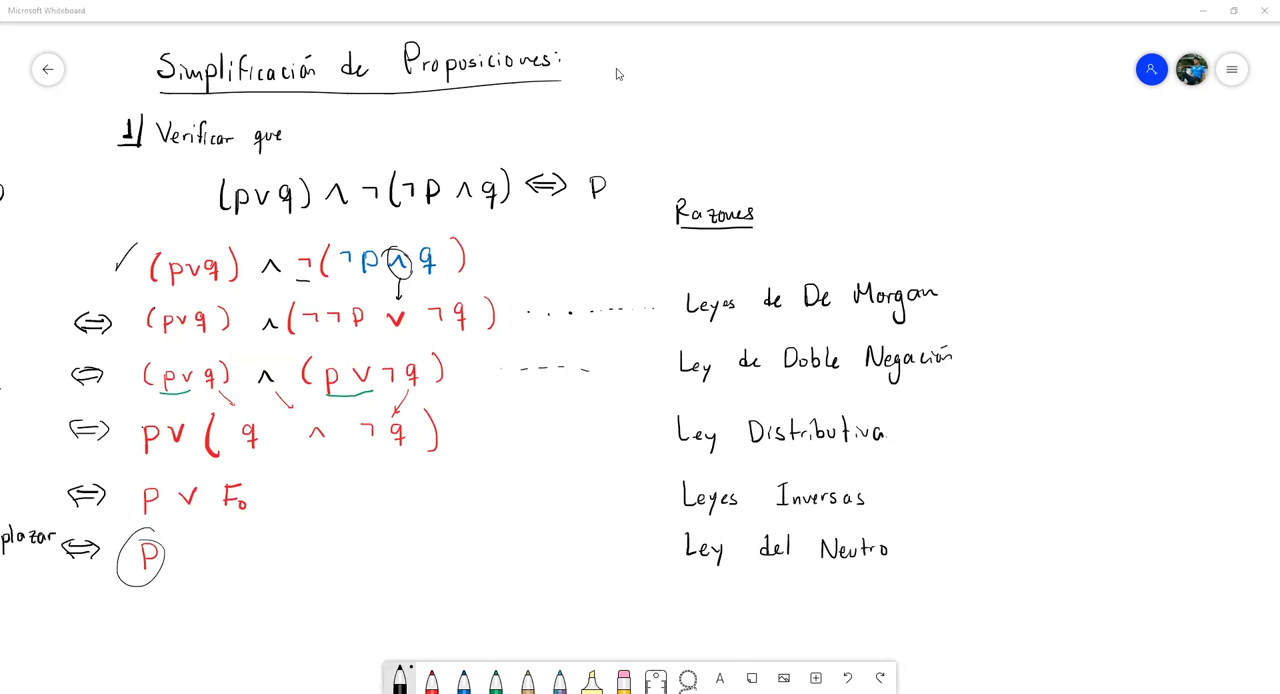 Microsoft Whiteboard
Simplificación de Proposiciones:
1) Verificar que
(p∨q) ∧ ¬(¬p ∧ q) ⟺ p
Razones
(p∨q) ∧ ¬(¬p ∧ q)
⟺ (p∨q) ∧ (¬¬p ∨ ¬q) Leyes de De Morgan
⟺ (p∨q) ∧ (p ∨ ¬q) Ley de Doble Negación
⟺ p∨(q ∧ ¬q) Ley Distributiva
⟺ p ∨ F₀ Leyes Inversas
plazar ⟺ p Ley del Neutro
A